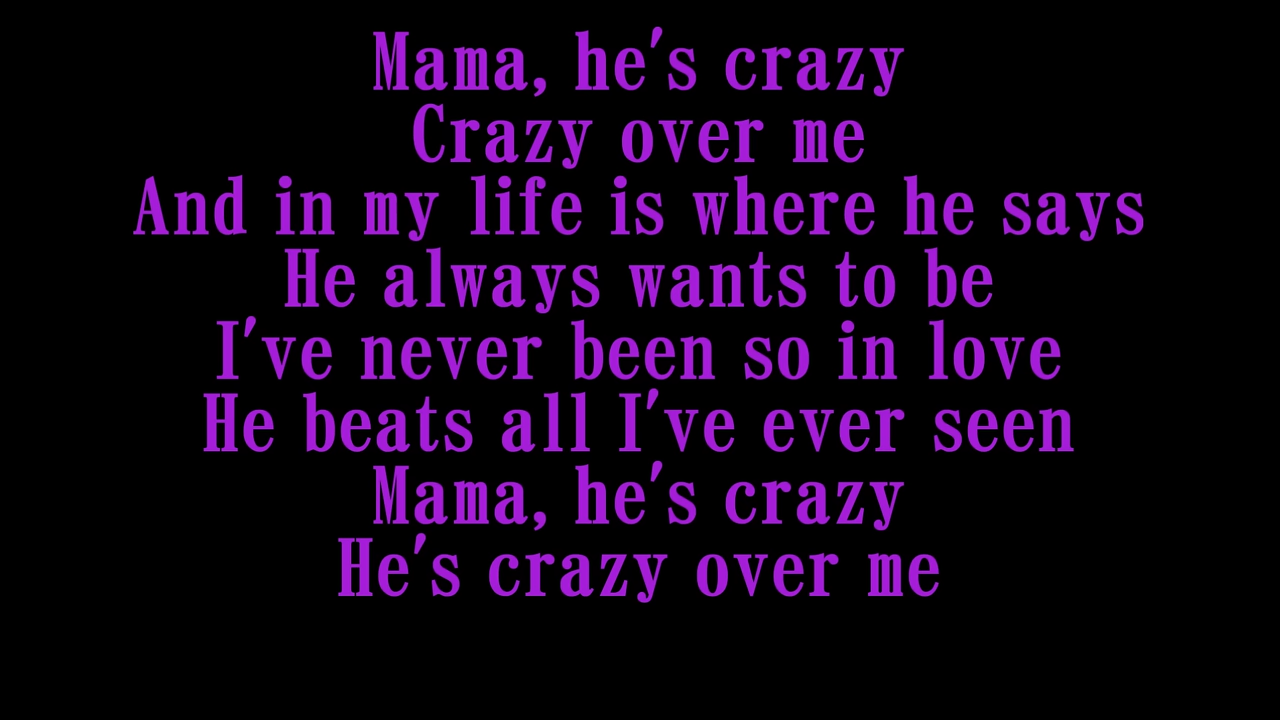 Mama, he's crazy
Crazy over me
And in my life is where he says
He always wants to be
I've never been so in love
He beats all I've ever seen
Mama, he's crazy
He's crazy over me